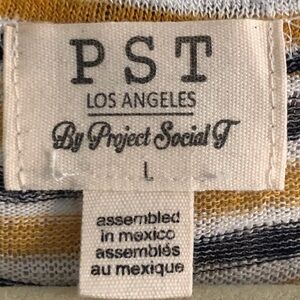 PST
LOS ANGELES
By Project Social T
L
assembled
in mexico
assemblés
au mexique